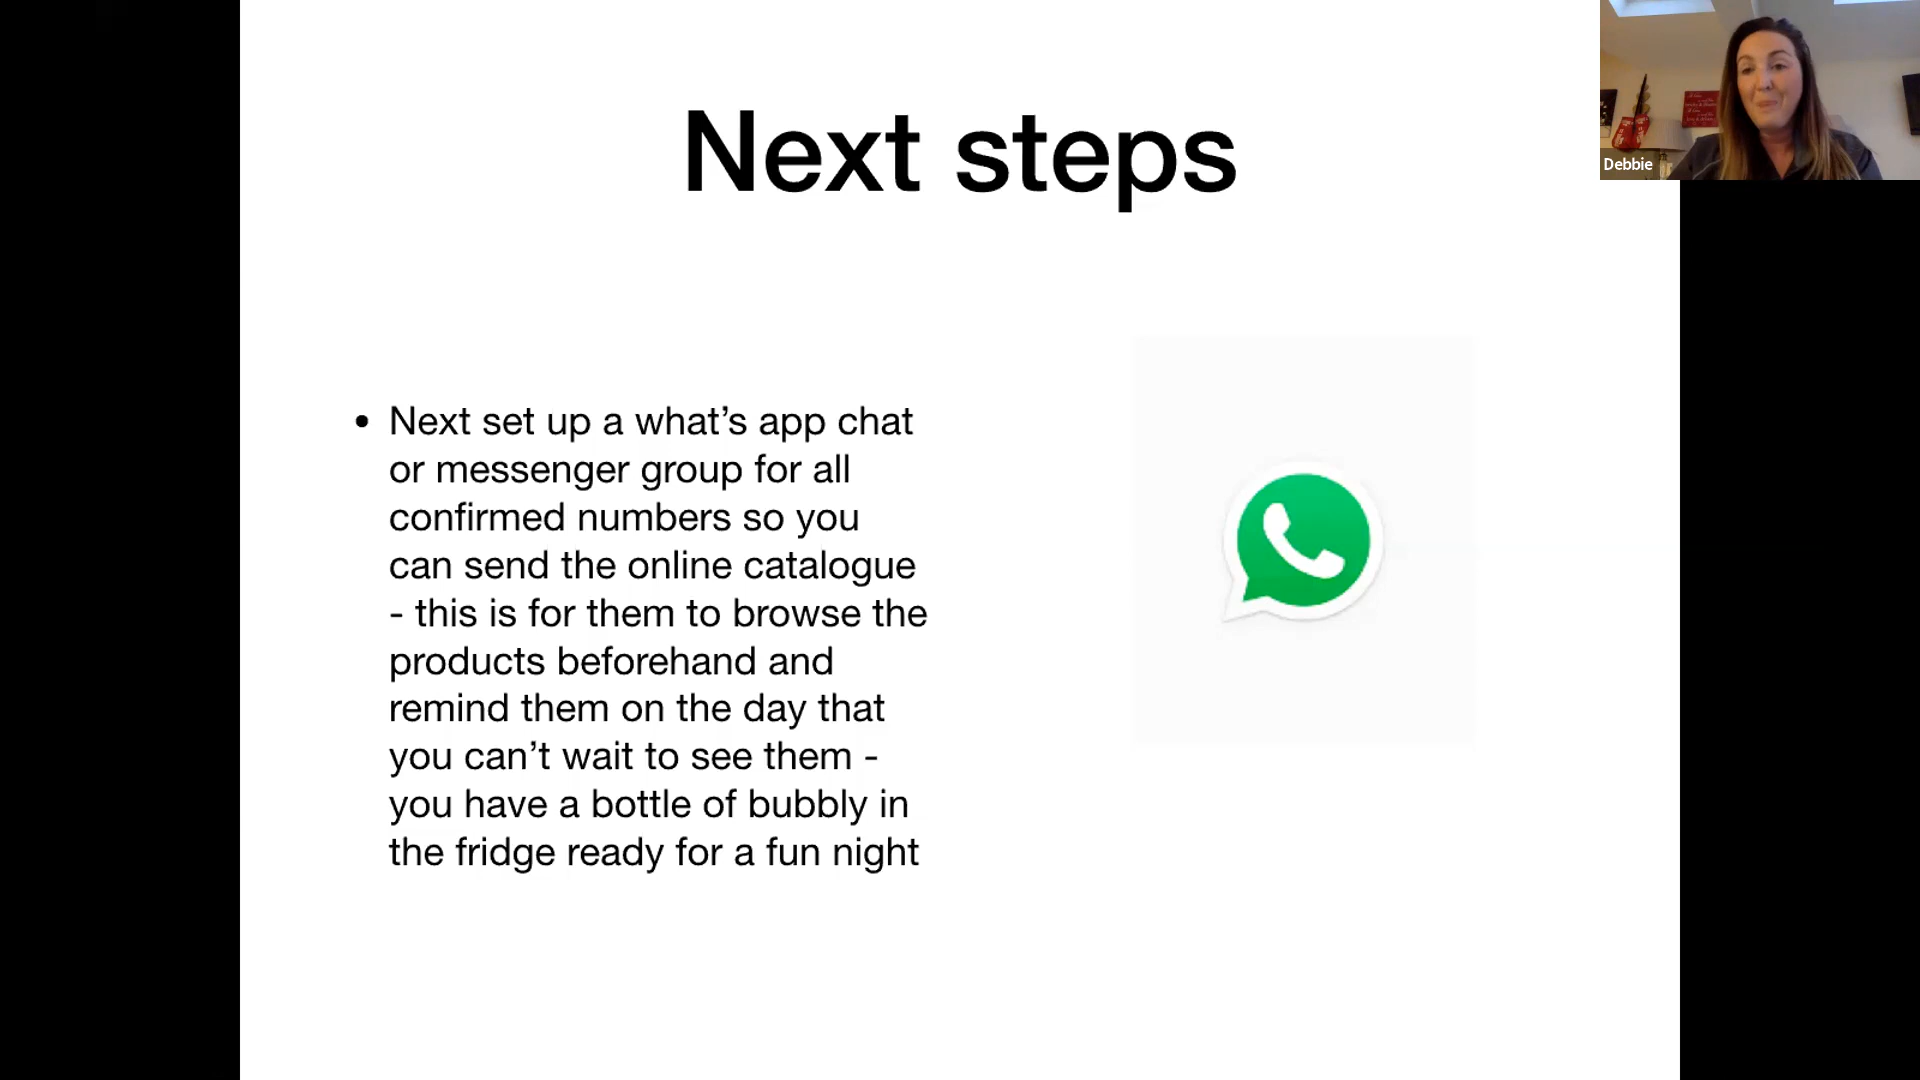 Next steps
• Next set up a what’s app chat
or messenger group for all
confirmed numbers so you
can send the online catalogue
- this is for them to browse the
products beforehand and
remind them on the day that
you can’t wait to see them -
you have a bottle of bubbly in
the fridge ready for a fun night
Debbie